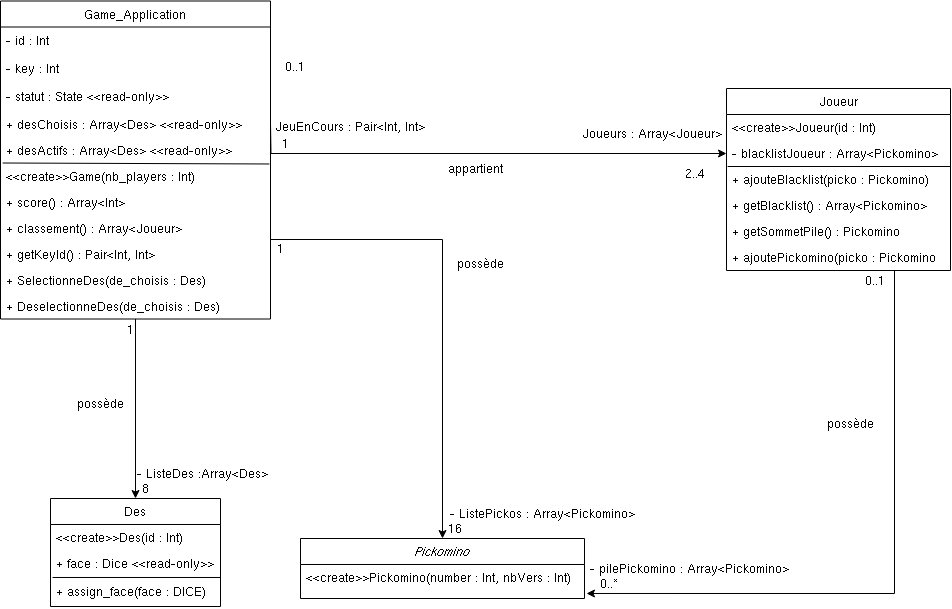 Game_Application
- id : Int
- key : Int
- statut : State <<read-only>>
+ desChoisis : Array<Des> <<read-only>>
+ desActifs : Array<Des> <<read-only>>
<<create>>Game(nb_players : Int)
+ score() : Array<Int>
+ classement() : Array<Joueur>
+ getKeyId() : Pair<Int, Int>
+ SelectionneDes(de_choisis : Des)
+ DeselectionneDes(de_choisis : Des)
0..1
JeuEnCours : Pair<Int, Int>
1
appartient
Joueurs : Array<Joueur>
2..4
Joueur
<<create>>Joueur(id : Int)
- blacklistJoueur : Array<Pickomino>
+ ajouteBlacklist(picko : Pickomino)
+ getBlacklist() : Array<Pickomino>
+ getSommetPile() : Pickomino
+ ajoutePickomino(picko : Pickomino
1
possède
0..1
1
possède
possède
- ListeDes :Array<Des>
8
Des
<<create>>Des(id : Int)
+ face : Dice <<read-only>>
+ assign_face(face : DICE)
- ListePickos : Array<Pickomino>
16
Pickomino
<<create>>Pickomino(number : Int, nbVers : Int)
- pilePickomino : Array<Pickomino>
0..*